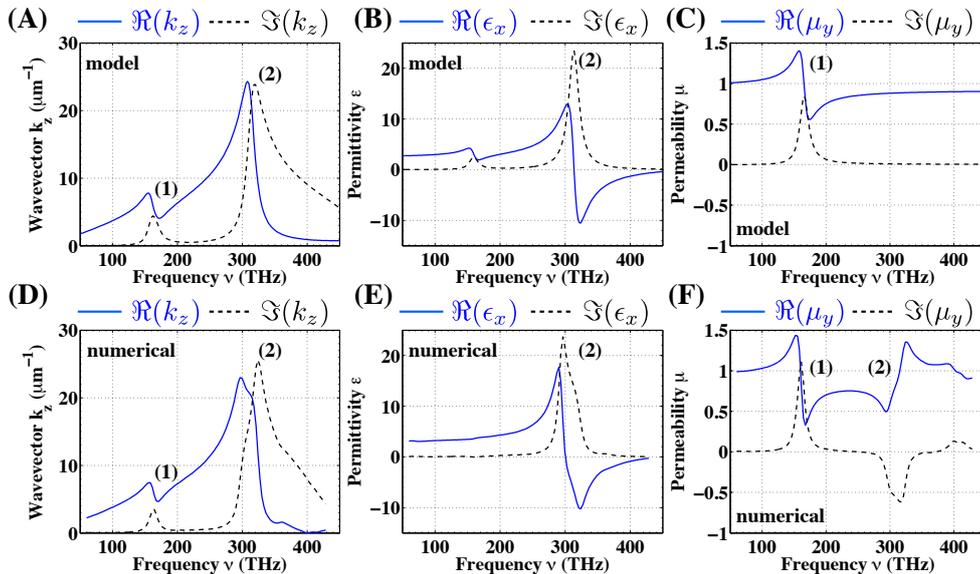 (A) ℜ(k_z) ℑ(k_z)
30
20
10
0
Wavevector k_z (μm⁻¹)
model
(1)
(2)
100 200 300 400
Frequency ν (THz)
(B) ℜ(ϵ_x) ℑ(ϵ_x)
20
10
0
−10
Permittivity ε
model
(2)
100 200 300 400
Frequency ν (THz)
(C) ℜ(μ_y) ℑ(μ_y)
1.5
1
0.5
0
−0.5
−1
Permeability μ
(1)
model
100 200 300 400
Frequency ν (THz)
(D) ℜ(k_z) ℑ(k_z)
30
20
10
0
Wavevector k_z (μm⁻¹)
numerical
(1)
(2)
100 200 300 400
Frequency ν (THz)
(E) ℜ(ϵ_x) ℑ(ϵ_x)
20
10
0
−10
Permittivity ε
numerical
(2)
100 200 300 400
Frequency ν (THz)
(F) ℜ(μ_y) ℑ(μ_y)
1.5
1
0.5
0
−0.5
−1
Permeability μ
(1) (2)
numerical
100 200 300 400
Frequency ν (THz)